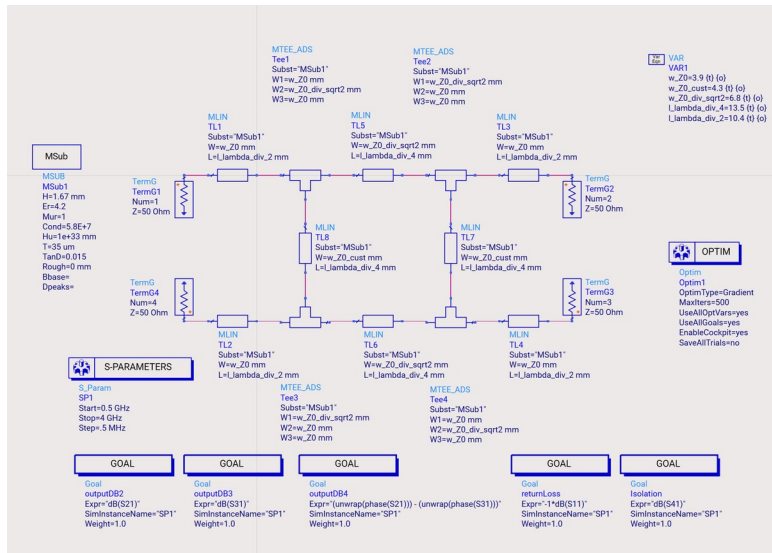 MTEE_ADS
Tee1
Subst="MSub1"
W1=w_Z0 mm
W2=w_Z0_div_sqrt2 mm
W3=w_Z0 mm
MTEE_ADS
Tee2
Subst="MSub1"
W1=w_Z0_div_sqrt2 mm
W2=w_Z0 mm
W3=w_Z0 mm
Var
Eqn
VAR
VAR1
w_Z0=3.9 {t} {o}
w_Z0_cust=4.3 {t} {o}
w_Z0_div_sqrt2=6.8 {t} {o}
l_lambda_div_4=13.5 {t} {o}
l_lambda_div_2=10.4 {t} {o}
MLIN
TL1
Subst="MSub1"
W=w_Z0 mm
L=l_lambda_div_2 mm
MLIN
TL5
Subst="MSub1"
W=w_Z0_div_sqrt2 mm
L=l_lambda_div_4 mm
MLIN
TL3
Subst="MSub1"
W=w_Z0 mm
L=l_lambda_div_2 mm
MSub
MSUB
MSub1
H=1.67 mm
Er=4.2
Mur=1
Cond=5.8E+7
Hu=1e+33 mm
T=35 um
TanD=0.015
Rough=0 mm
Bbase=
Dpeaks=
TermG
TermG1
Num=1
Z=50 Ohm
TermG
TermG2
Num=2
Z=50 Ohm
MLIN
TL8
Subst="MSub1"
W=w_Z0_cust mm
L=l_lambda_div_4 mm
MLIN
TL7
Subst="MSub1"
W=w_Z0_cust mm
L=l_lambda_div_4 mm
OPTIM
Optim
Optim1
OptimType=Gradient
MaxIters=500
UseAllOptVars=yes
UseAllGoals=yes
EnableCockpit=yes
SaveAllTrials=no
TermG
TermG4
Num=4
Z=50 Ohm
TermG
TermG3
Num=3
Z=50 Ohm
MLIN
TL2
Subst="MSub1"
W=w_Z0 mm
L=l_lambda_div_2 mm
MLIN
TL6
Subst="MSub1"
W=w_Z0_div_sqrt2 mm
L=l_lambda_div_4 mm
MLIN
TL4
Subst="MSub1"
W=w_Z0 mm
L=l_lambda_div_2 mm
S-PARAMETERS
S_Param
SP1
Start=0.5 GHz
Stop=4 GHz
Step=.5 MHz
MTEE_ADS
Tee3
Subst="MSub1"
W1=w_Z0_div_sqrt2 mm
W2=w_Z0 mm
W3=w_Z0 mm
MTEE_ADS
Tee4
Subst="MSub1"
W1=w_Z0 mm
W2=w_Z0_div_sqrt2 mm
W3=w_Z0 mm
GOAL
Goal
outputDB2
Expr="dB(S21)"
SimInstanceName="SP1"
Weight=1.0
GOAL
Goal
outputDB3
Expr="dB(S31)"
SimInstanceName="SP1"
Weight=1.0
GOAL
Goal
outputDB4
Expr="(unwrap(phase(S21))) - (unwrap(phase(S31)))"
SimInstanceName="SP1"
Weight=1.0
GOAL
Goal
returnLoss
Expr="-1*dB(S11)"
SimInstanceName="SP1"
Weight=1.0
GOAL
Goal
Isolation
Expr="dB(S41)"
SimInstanceName="SP1"
Weight=1.0